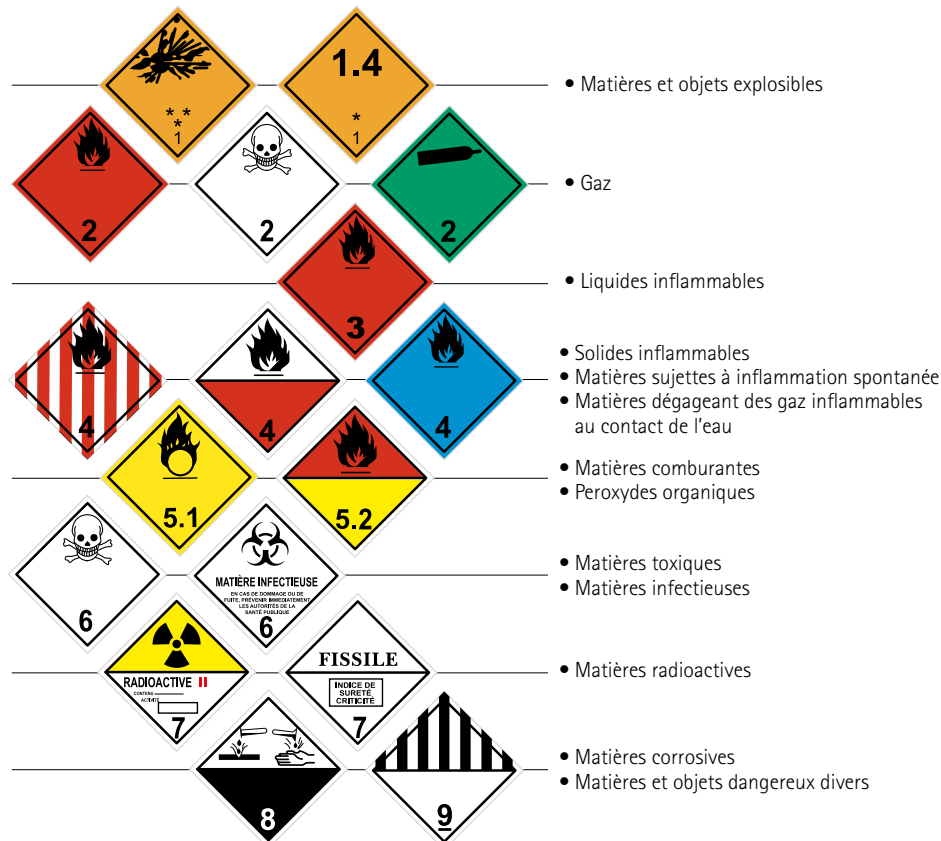 1.4
* *
*
1
*
1
• Matières et objets explosibles
2
2
2
• Gaz
3
• Liquides inflammables
4
4
4
• Solides inflammables
• Matières sujettes à inflammation spontanée
• Matières dégageant des gaz inflammables
au contact de l'eau
5.1
5.2
• Matières comburantes
• Peroxydes organiques
6
MATIÈRE INFECTIEUSE
EN CAS DE DOMMAGE OU DE
FUITE, PRÉVENIR IMMEDIATEMENT
LES AUTORITÉS DE LA
SANTÉ PUBLIQUE
6
• Matières toxiques
• Matières infectieuses
RADIOACTIVE II
CONTENU
ACTIVITÉ
7
FISSILE
INDICE DE
SURETÉ
CRITICITÉ
7
• Matières radioactives
8
9
• Matières corrosives
• Matières et objets dangereux divers